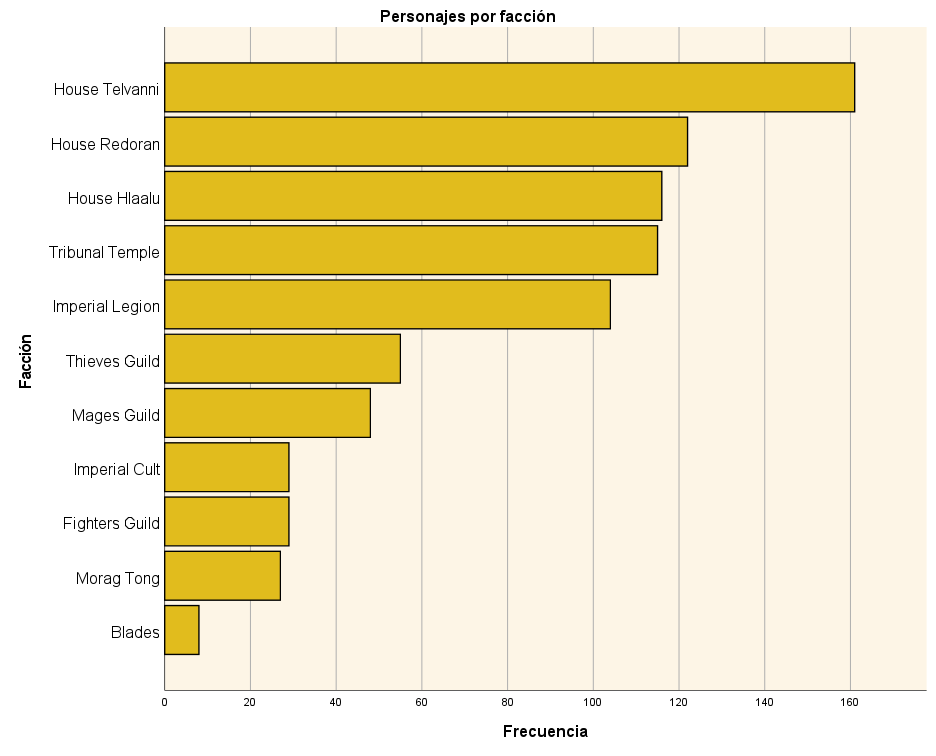 Personajes por facción
Facción
House Telvanni
House Redoran
House Hlaalu
Tribunal Temple
Imperial Legion
Thieves Guild
Mages Guild
Imperial Cult
Fighters Guild
Morag Tong
Blades
0 20 40 60 80 100 120 140 160
Frecuencia